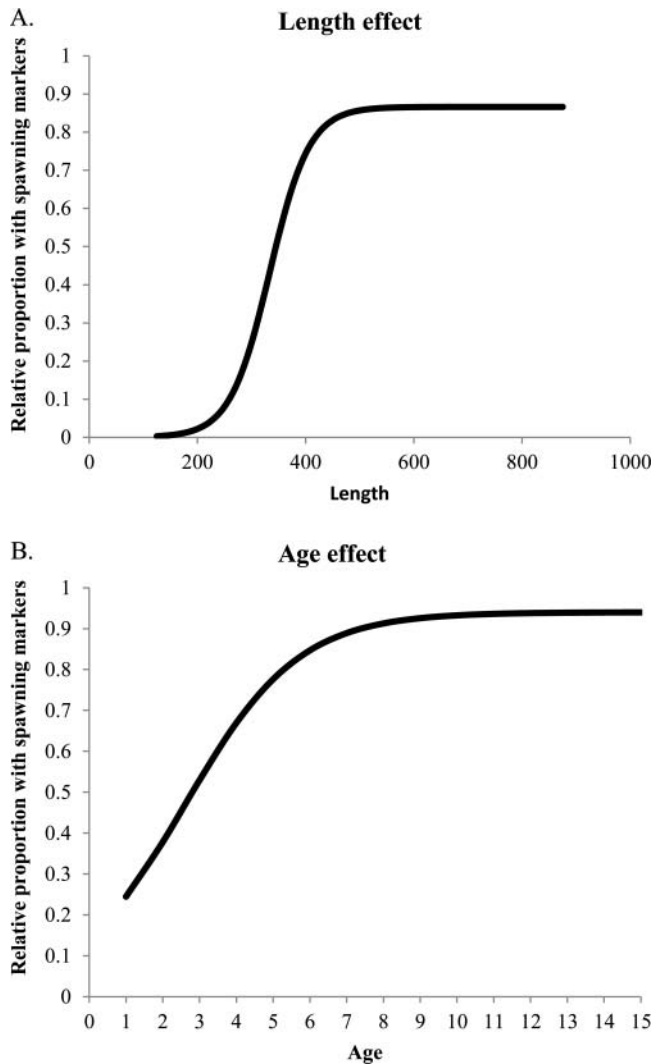 A.
Length effect
Relative proportion with spawning markers
1
0.9
0.8
0.7
0.6
0.5
0.4
0.3
0.2
0.1
0
0 200 400 600 800 1000
Length
B.
Age effect
Relative proportion with spawning markers
1
0.9
0.8
0.7
0.6
0.5
0.4
0.3
0.2
0.1
0
0 1 2 3 4 5 6 7 8 9 10 11 12 13 14 15
Age